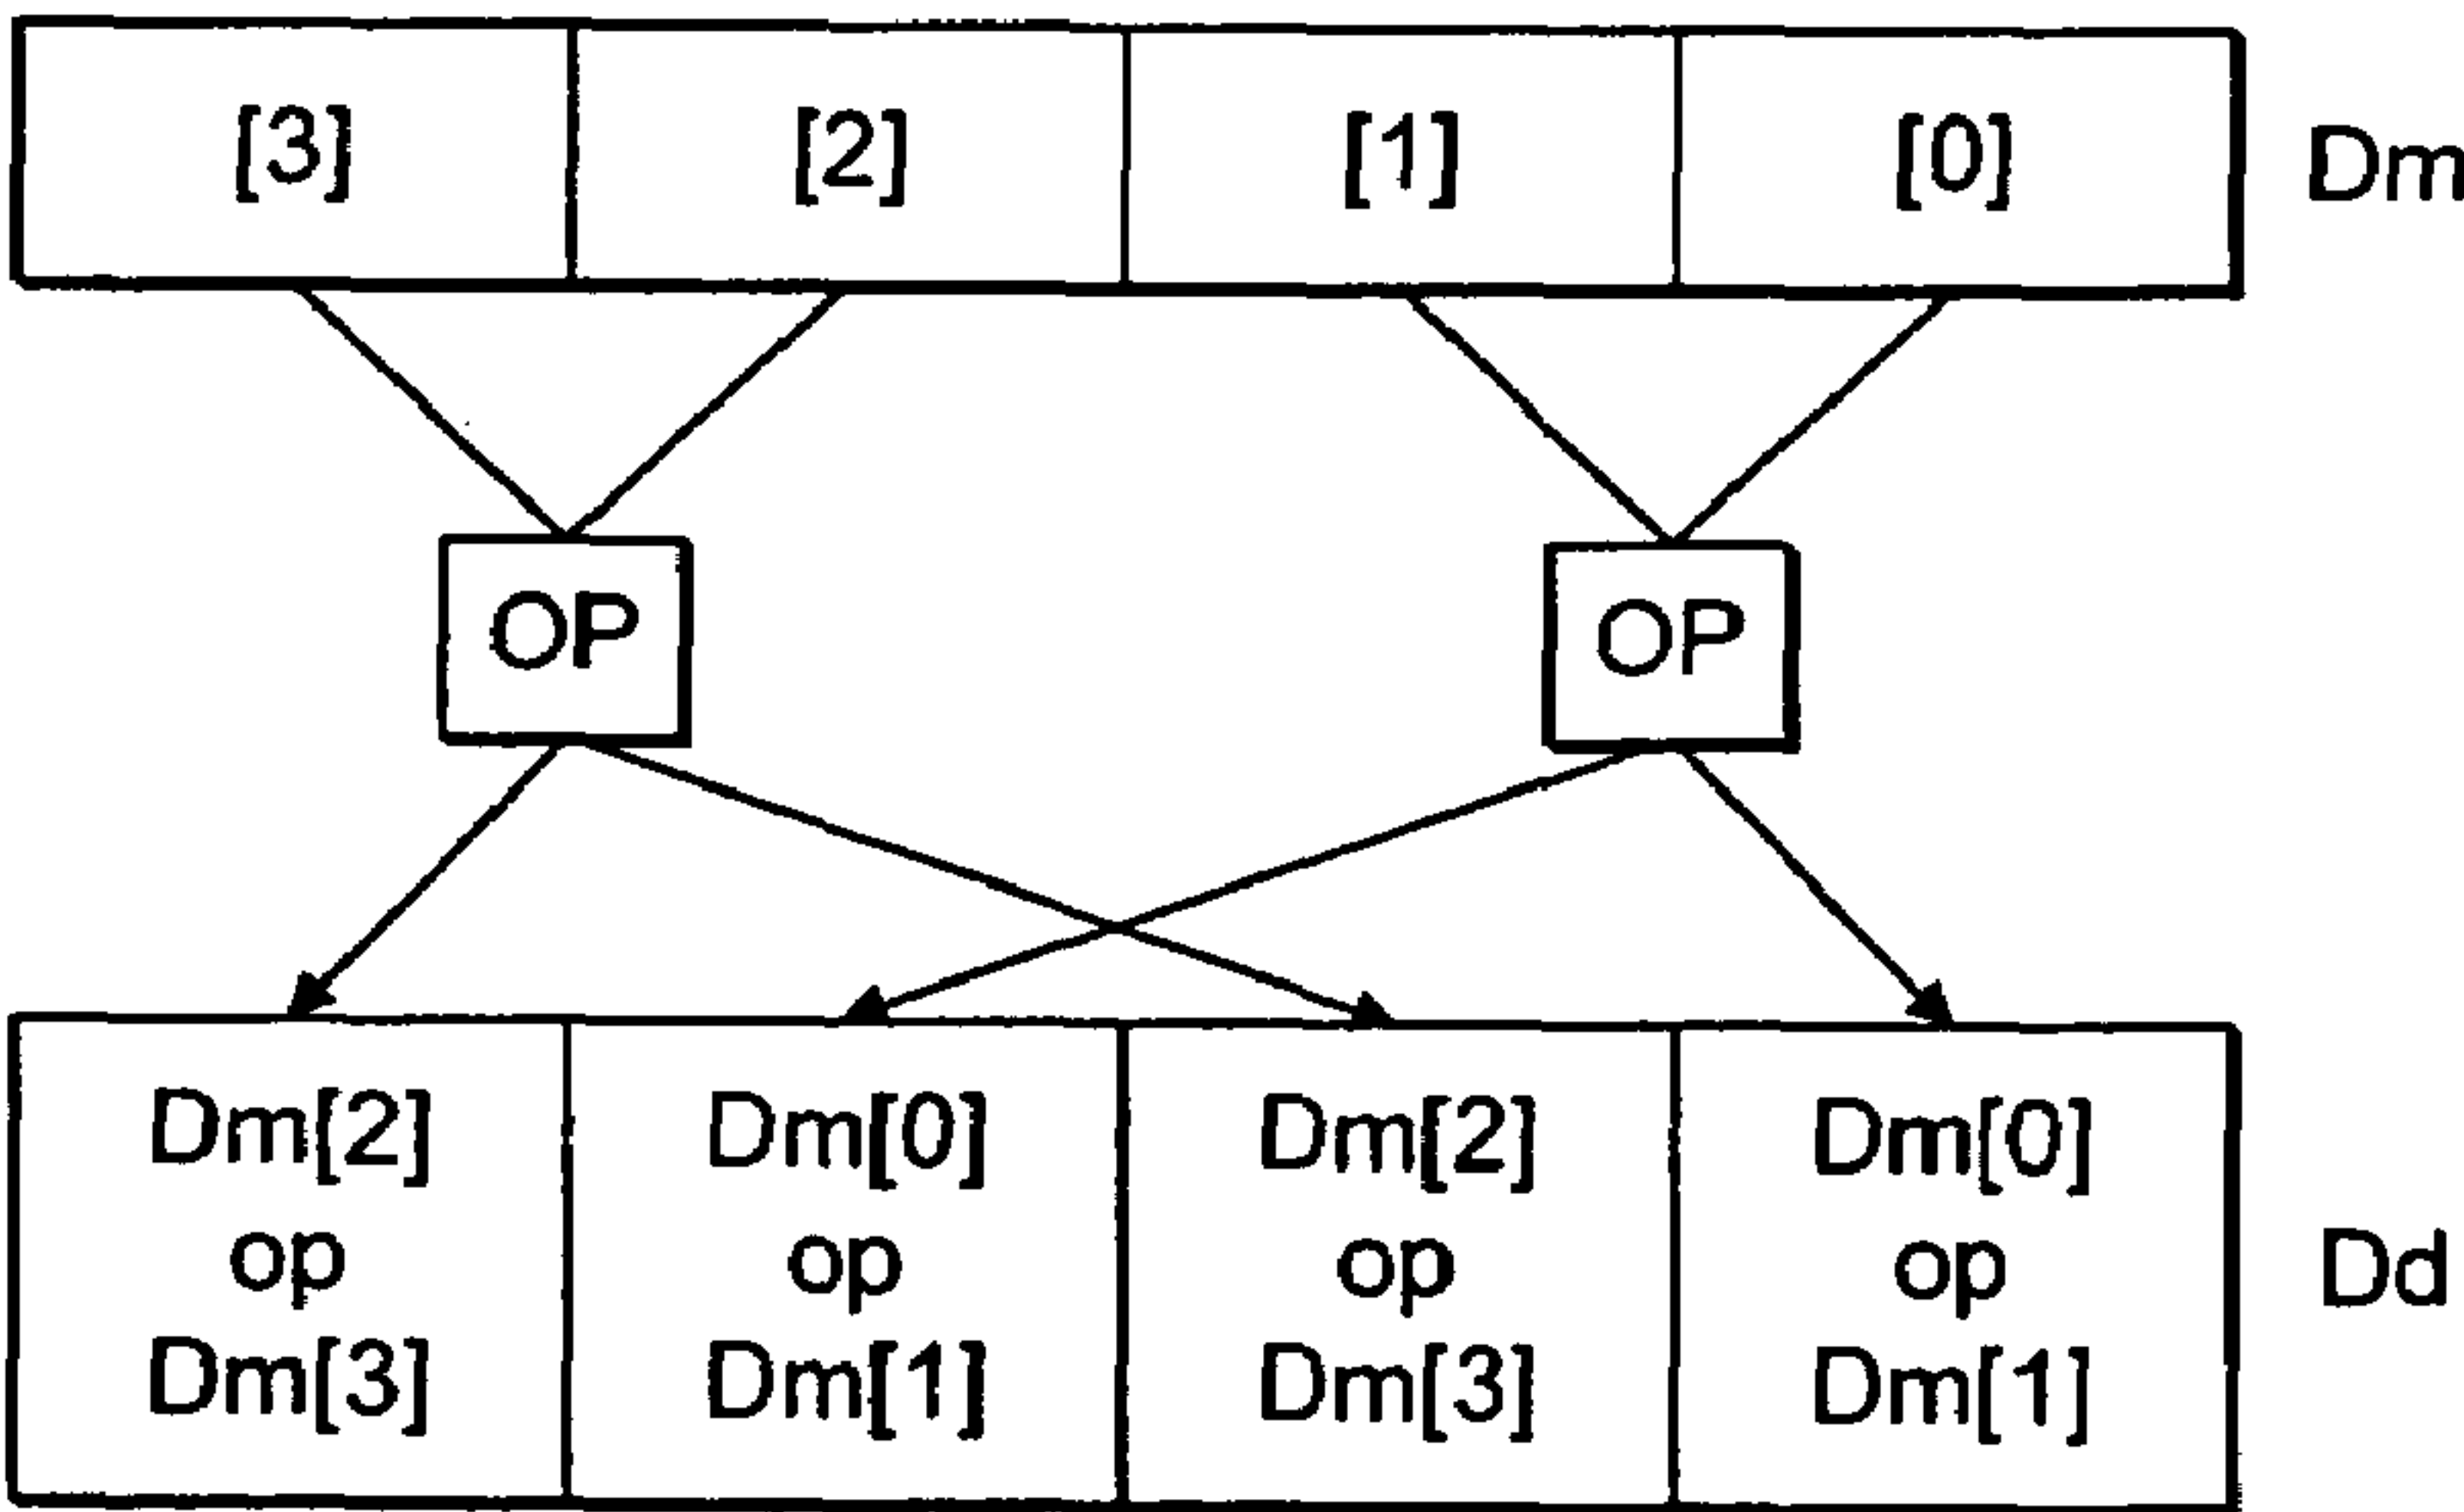 [3] [2] [1] [0] Dm
OP OP
Dm[2] Dm[0] Dm[2] Dm[0]
op op op op Dd
Dm[3] Dm[1] Dm[3] Dm[1]